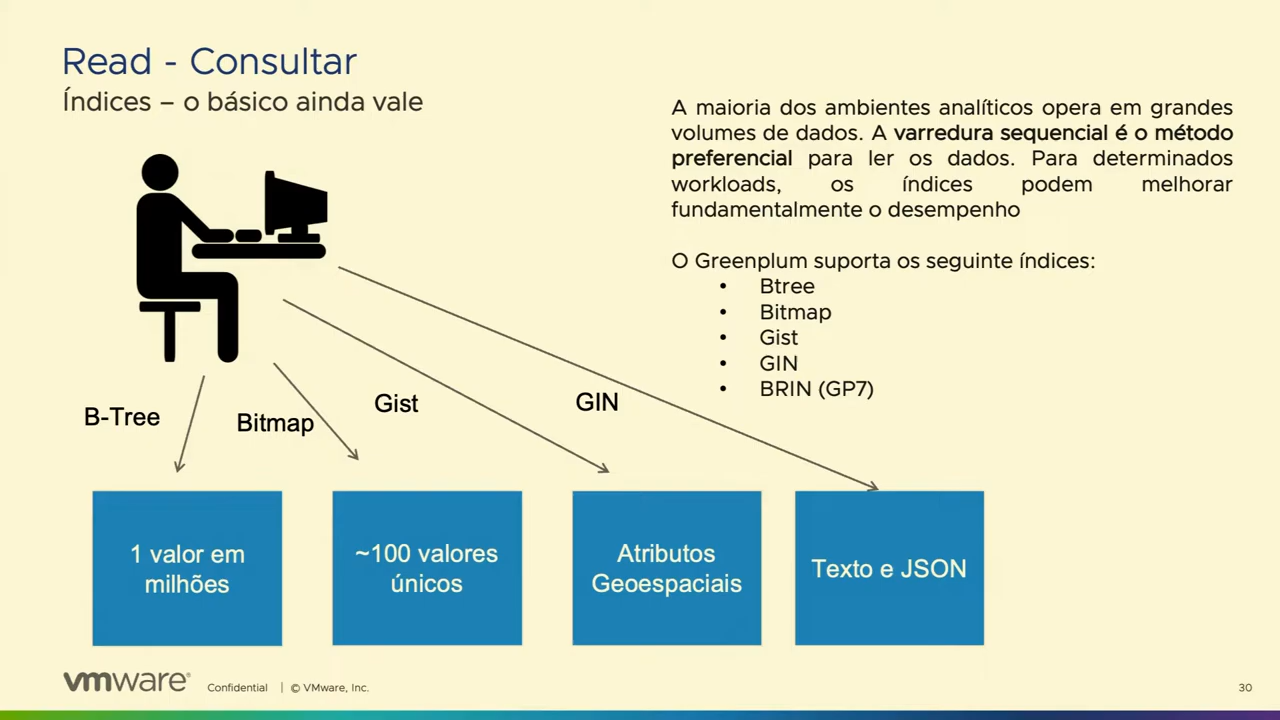 Read - Consultar
Índices – o básico ainda vale
A maioria dos ambientes analíticos opera em grandes
volumes de dados. A varredura sequencial é o método
preferencial para ler os dados. Para determinados
workloads, os índices podem melhorar
fundamentalmente o desempenho
O Greenplum suporta os seguinte índices:
• Btree
• Bitmap
• Gist
• GIN
• BRIN (GP7)
B-Tree
Bitmap
Gist
GIN
1 valor em
milhões
~100 valores
únicos
Atributos
Geoespaciais
Texto e JSON
vmware® Confidential | © VMware, Inc. 30